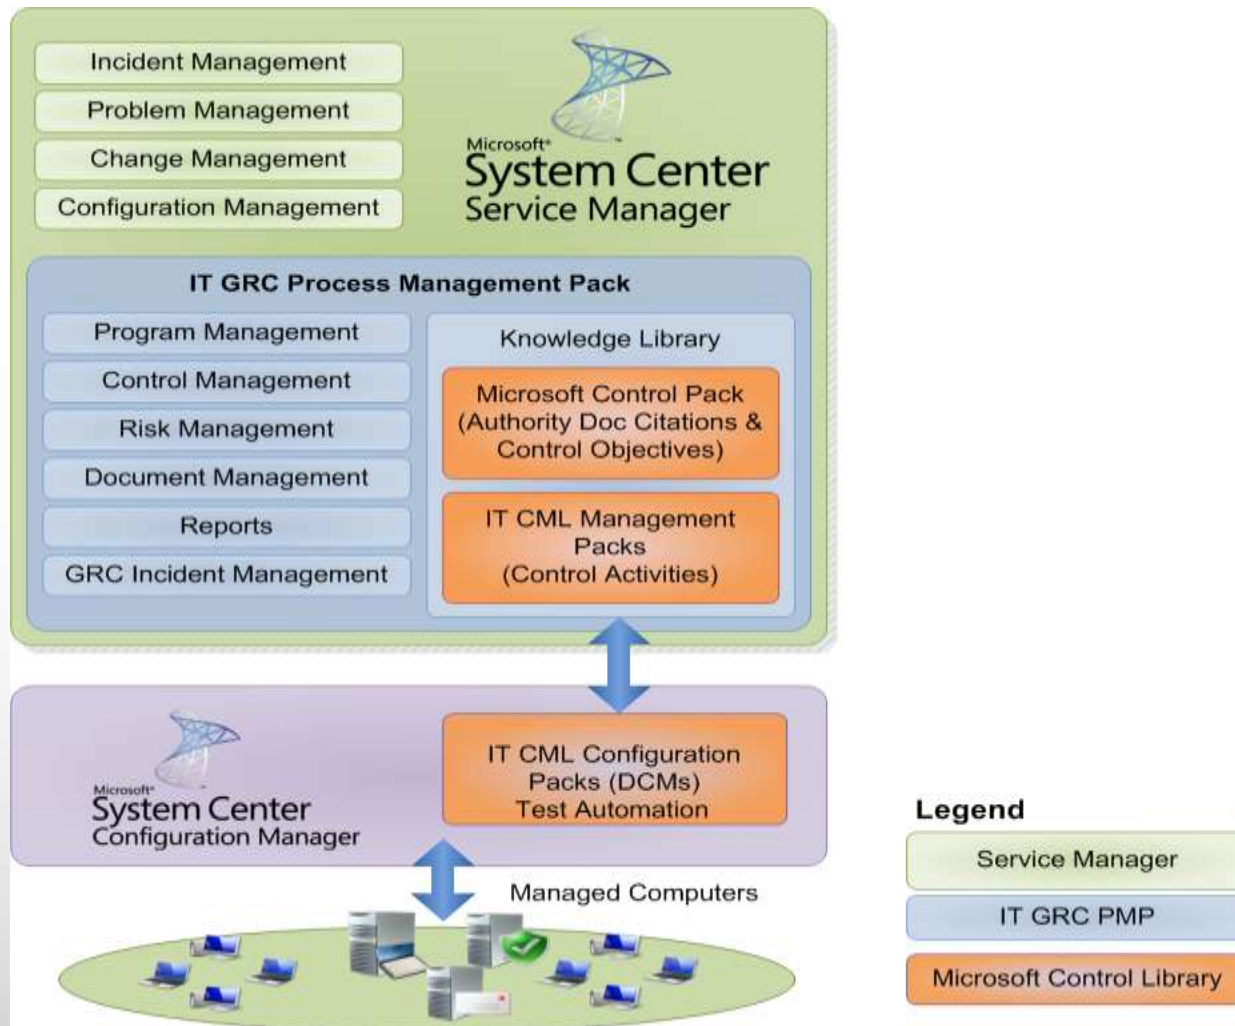 Incident Management
Problem Management
Change Management
Configuration Management
Microsoft®
System Center™
Service Manager
IT GRC Process Management Pack
Program Management
Control Management
Risk Management
Document Management
Reports
GRC Incident Management
Knowledge Library
Microsoft Control Pack
(Authority Doc Citations &
Control Objectives)
IT CML Management
Packs
(Control Activities)
Microsoft®
System Center
Configuration Manager
IT CML Configuration
Packs (DCMs)
Test Automation
Managed Computers
Legend
Service Manager
IT GRC PMP
Microsoft Control Library